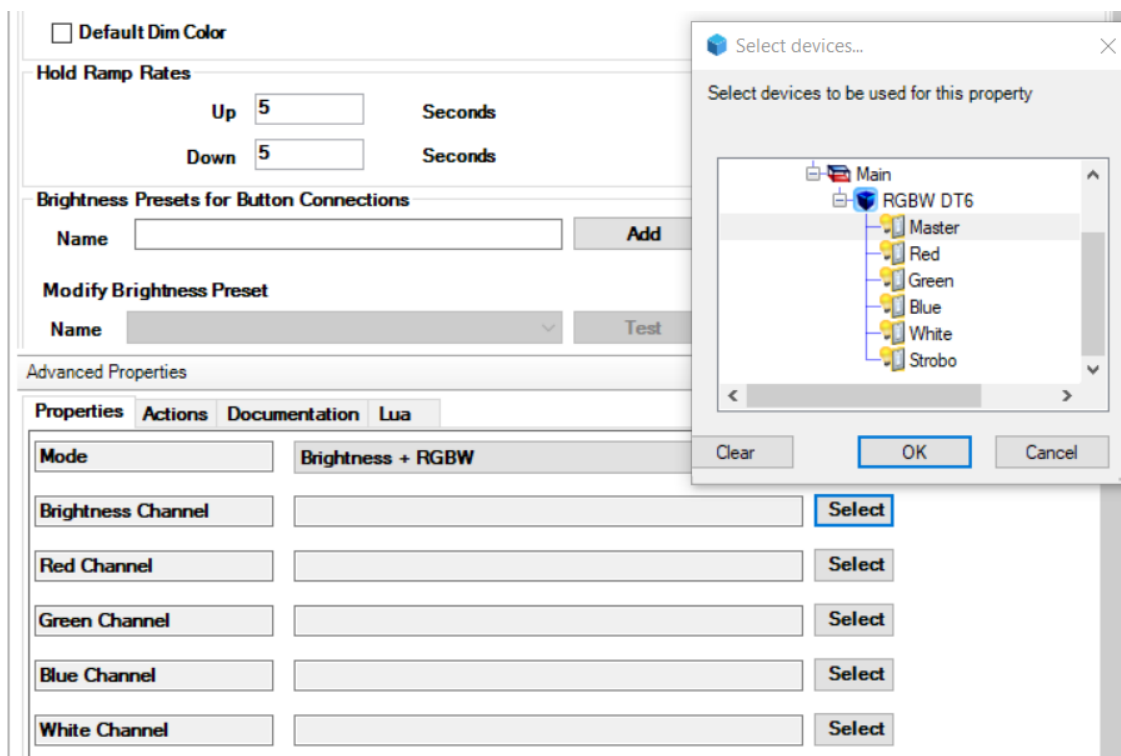 Default Dim Color
Hold Ramp Rates
Up 5 Seconds
Down 5 Seconds
Brightness Presets for Button Connections
Name Add
Modify Brightness Preset
Name Test
Advanced Properties
Properties Actions Documentation Lua
Mode Brightness + RGBW
Brightness Channel Select
Red Channel Select
Green Channel Select
Blue Channel Select
White Channel Select
Select devices...
Select devices to be used for this property
Main
RGBW DT6
Master
Red
Green
Blue
White
Strobo
Clear OK Cancel